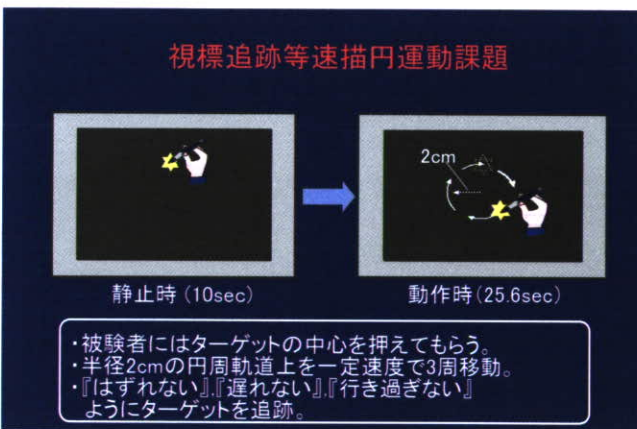 視標追跡等速描円運動課題
2cm
静止時(10sec)
動作時(25.6sec)
・被験者にはターゲットの中心を押えてもらう。
・半径2cmの円周軌道上を一定速度で3周移動。
・『はずれない』,『遅れない』,『行き過ぎない』
ようにターゲットを追跡。